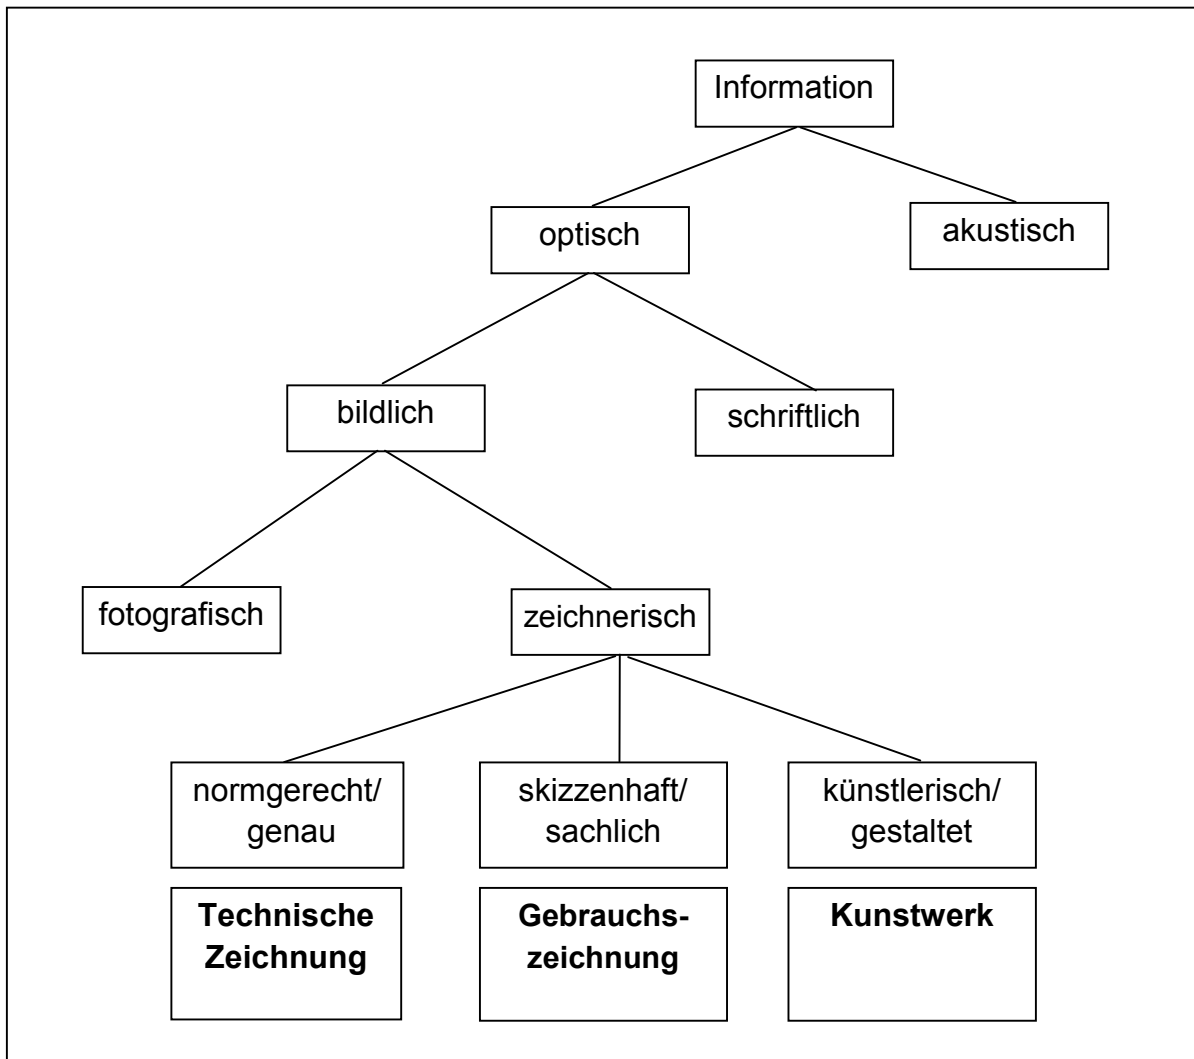 Information
optisch
akustisch
bildlich
schriftlich
fotografisch
zeichnerisch
normgerecht/
genau
skizzenhaft/
sachlich
künstlerisch/
gestaltet
Technische
Zeichnung
Gebrauchs-
zeichnung
Kunstwerk